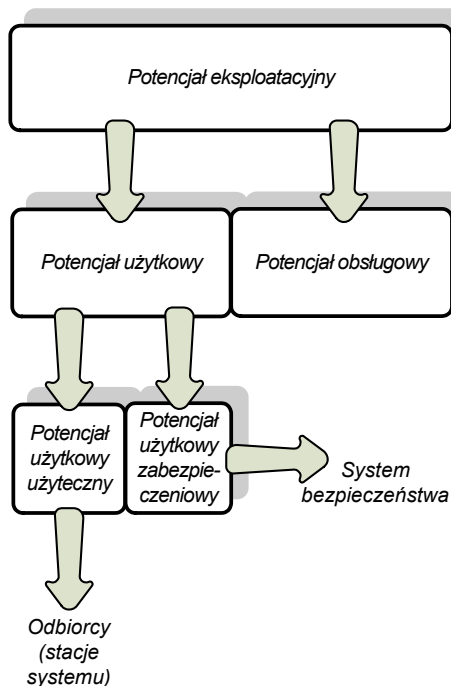 Potencjał eksploatacyjny
Potencjał użytkowy
Potencjał obsługowy
Potencjał
użytkowy
użyteczny
Potencjał
użytkowy
zabezpie-
czeniowy
System
bezpieczeństwa
Odbiorcy
(stacje
systemu)